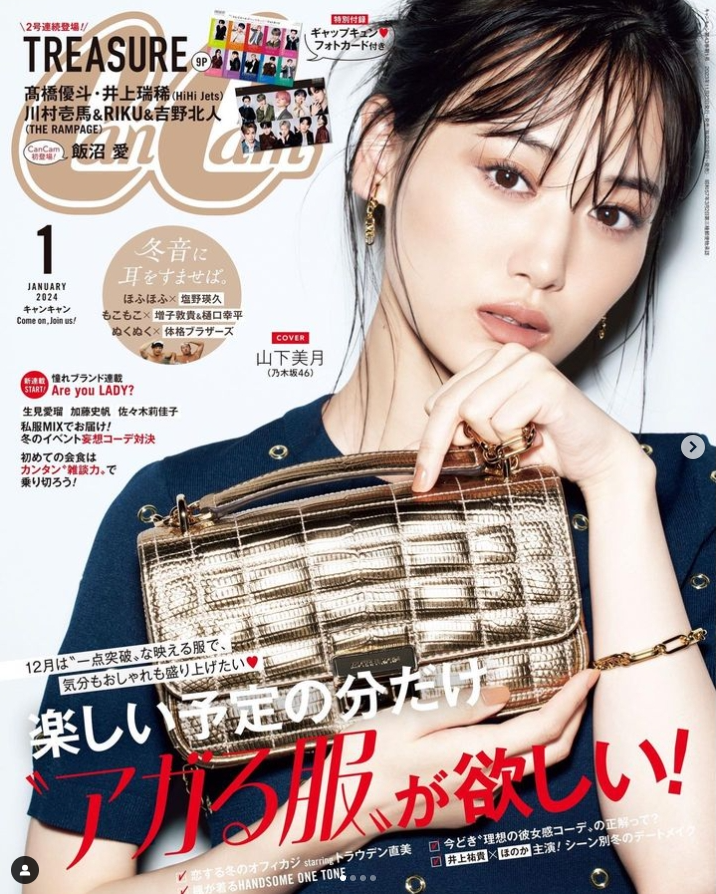 2号連続登場!
TREASURE 9P
特別付録
ギャップキュン♥
フォトカード付き
髙橋優斗・井上瑞稀(HiHi Jets)
川村壱馬&RIKU&吉野北人
(THE RAMPAGE)
CanCam
初登場!
飯沼 愛
CanCam
1
JANUARY
2024
キャンキャン
Come on, Join us!
冬音に
耳をすませば。
ほふほふ×塩野瑛久
もこもこ×増子敦貴&樋口幸平
ぬくぬく×体格ブラザーズ
COVER
山下美月
(乃木坂46)
新連載
START!
憧れブランド連載
Are you LADY?
生見愛瑠 加藤史帆 佐々木莉佳子
私服MIXでお届け!
冬のイベント妄想コーデ対決
初めての会食は
カンタン“雑談力”で
乗り切ろう!
12月は“一点突破”な映える服で、
気分もおしゃれも盛り上げたい♥
楽しい予定の分だけ
“アガる服”が欲しい!
恋する冬のオフィカジ starring トラウデン直美
が着るHANDSOME ONE TONE
今どき“理想の彼女感コーデ”の正解って?
井上祐貴×ほのか 主演! シーン別冬のデートメイク